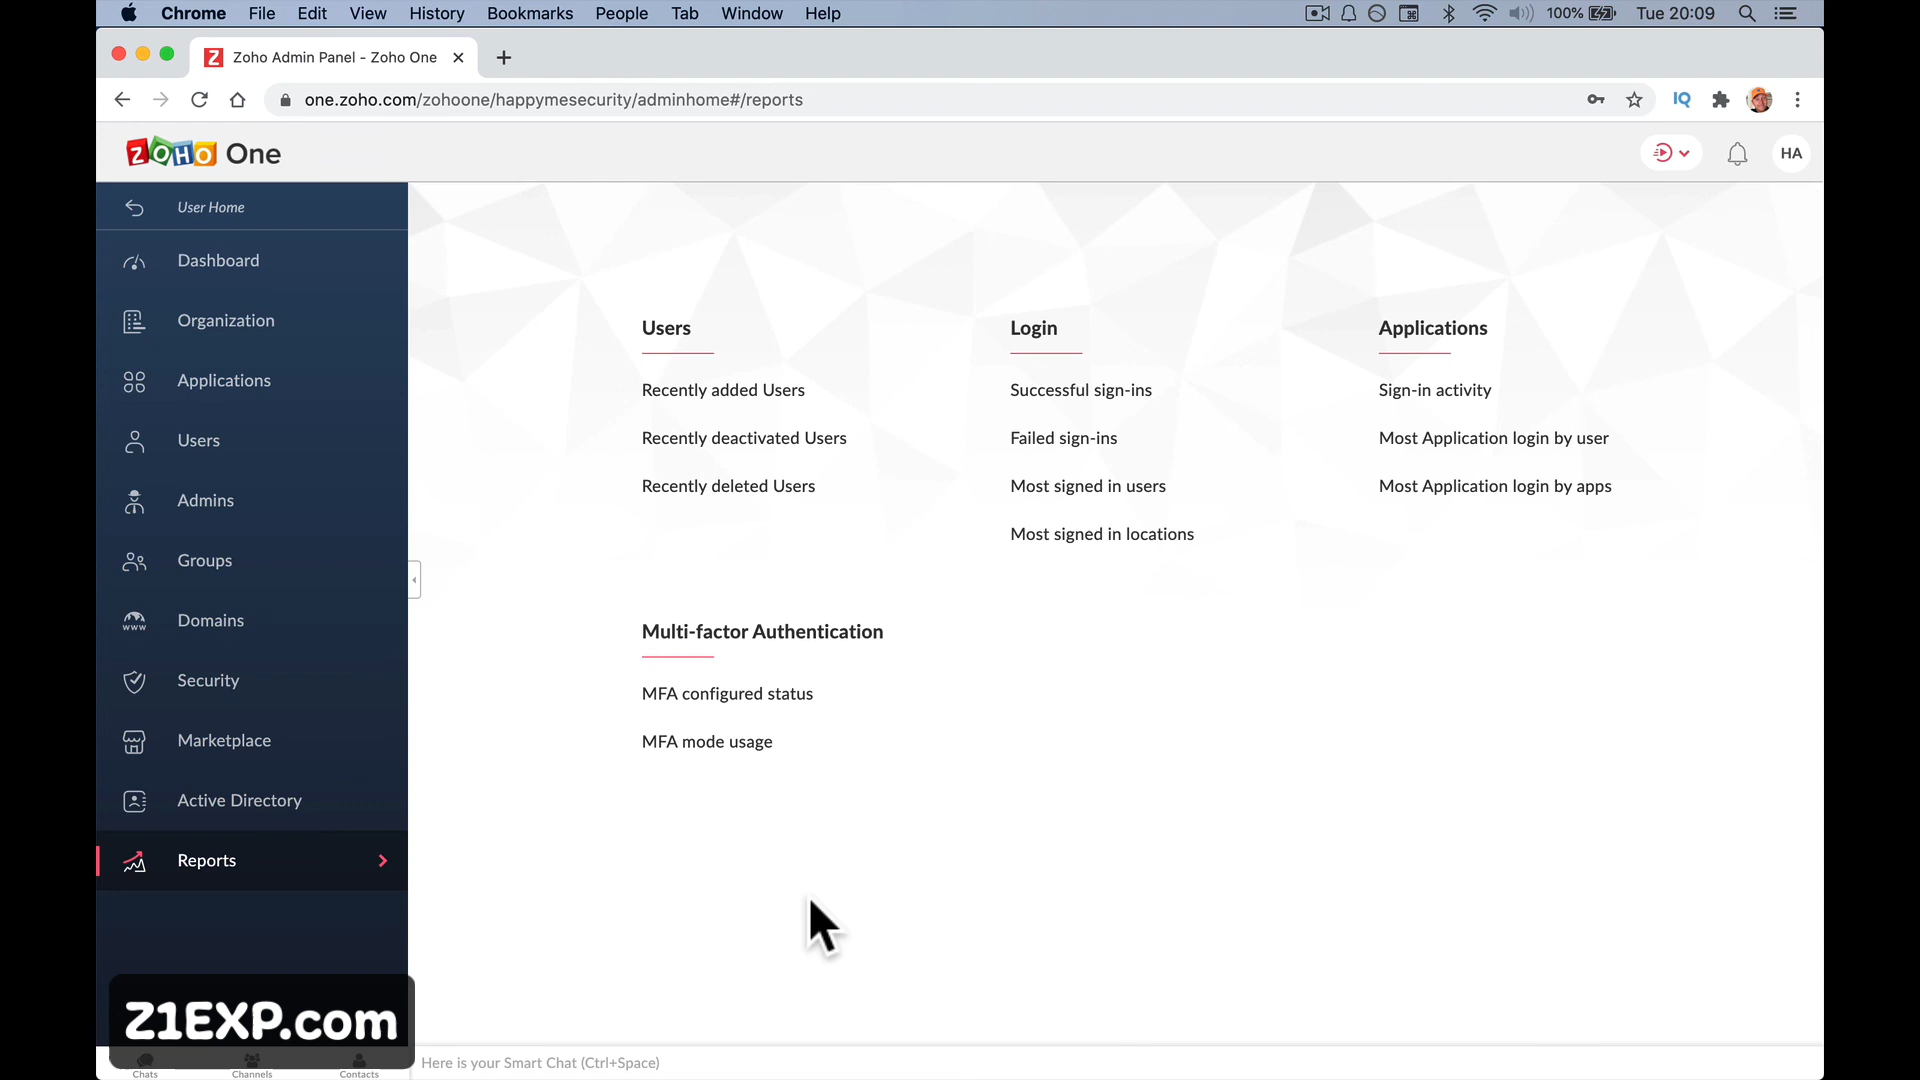 Chrome File Edit View History Bookmarks People Tab Window Help 100% Tue 20:09
Zoho Admin Panel - Zoho One
one.zoho.com/zohoone/happymesecurity/adminhome#/reports IQ
ZOHO One HA
User Home
Dashboard
Organization
Applications
Users
Admins
Groups
Domains
Security
Marketplace
Active Directory
Reports
Users
Recently added Users
Recently deactivated Users
Recently deleted Users
Login
Successful sign-ins
Failed sign-ins
Most signed in users
Most signed in locations
Applications
Sign-in activity
Most Application login by user
Most Application login by apps
Multi-factor Authentication
MFA configured status
MFA mode usage
Z1EXP.com
Chats Channels Contacts
Here is your Smart Chat (Ctrl+Space)